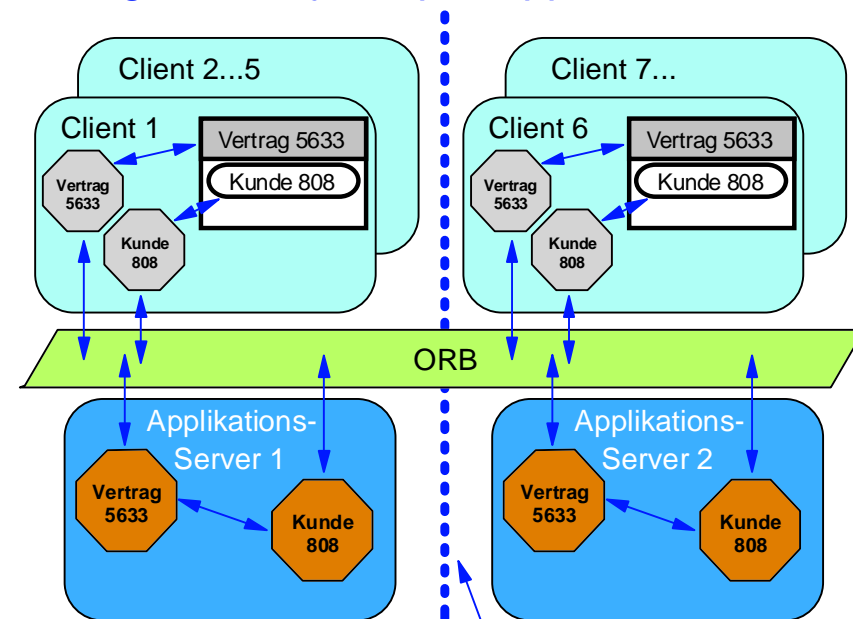 Client 2...5
Client 7...
Client 1
Vertrag 5633
Kunde 808
Vertrag
5633
Kunde
808
Client 6
Vertrag 5633
Kunde 808
Vertrag
5633
Kunde
808
ORB
Applikations-
Server 1
Vertrag
5633
Kunde
808
Applikations-
Server 2
Vertrag
5633
Kunde
808